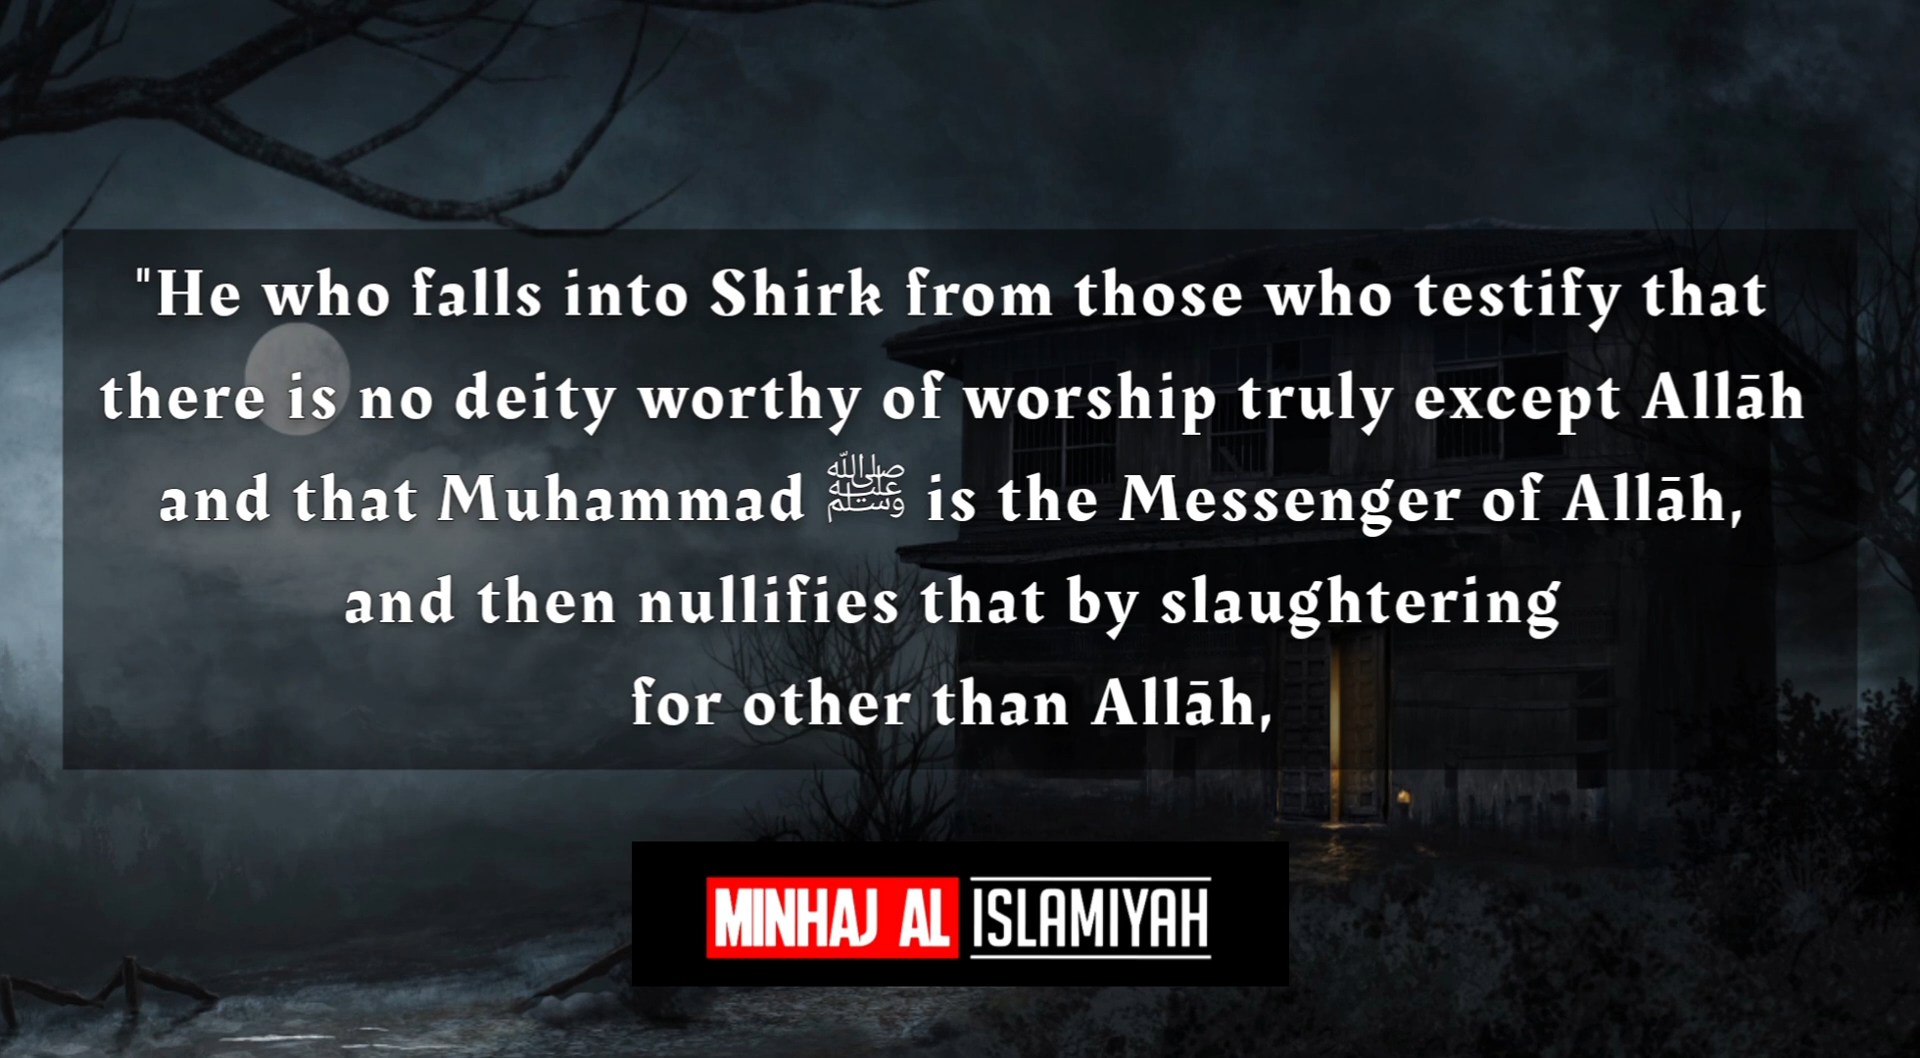 "He who falls into Shirk from those who testify that
there is no deity worthy of worship truly except Allāh
and that Muhammad ﷺ is the Messenger of Allāh,
and then nullifies that by slaughtering
for other than Allāh,
MINHAJ AL ISLAMIYAH